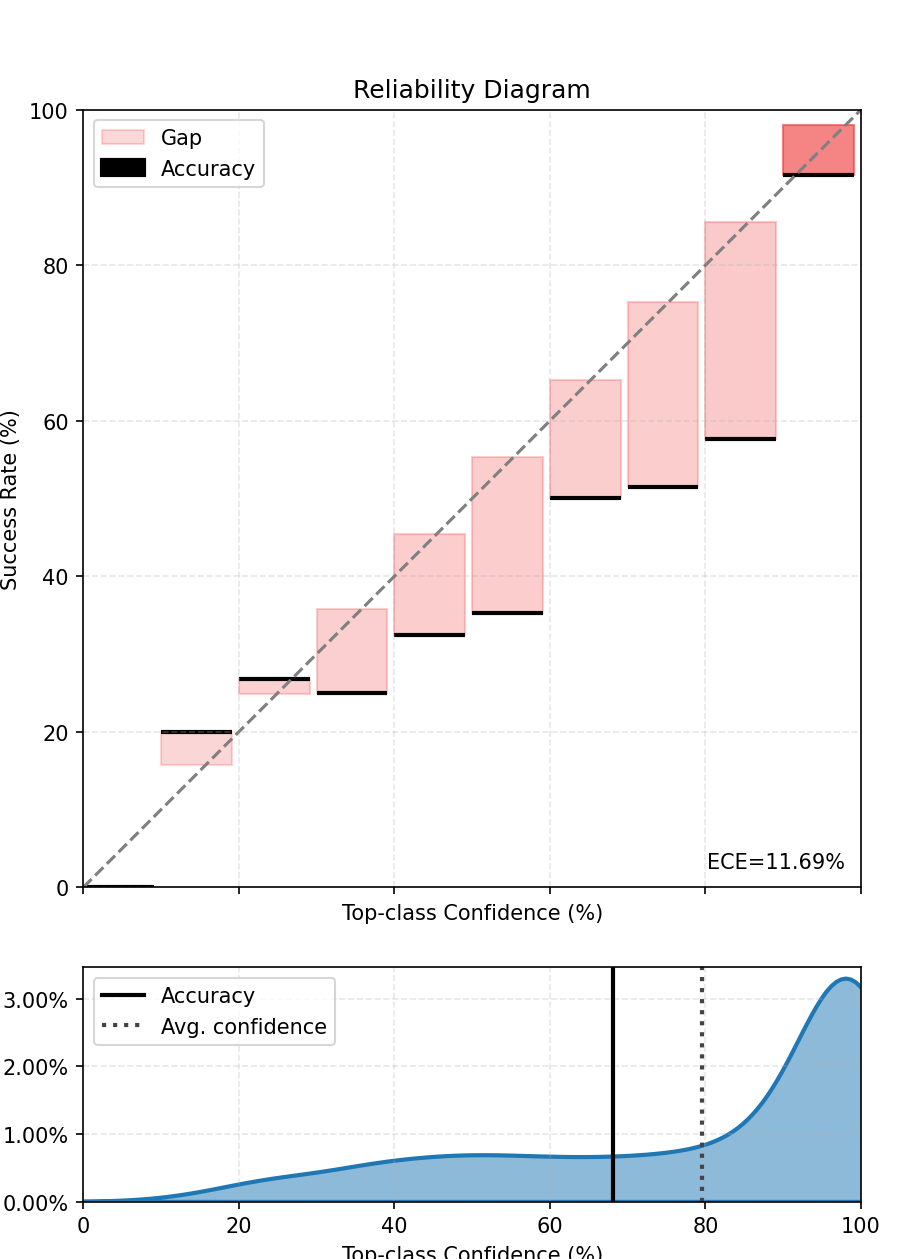 Reliability Diagram
100
80
60
40
20
0
Success Rate (%)
Gap
Accuracy
ECE=11.69%
Top-class Confidence (%)
3.00%
2.00%
1.00%
0.00%
Accuracy
Avg. confidence
0 20 40 60 80 100
Top-class Confidence (%)